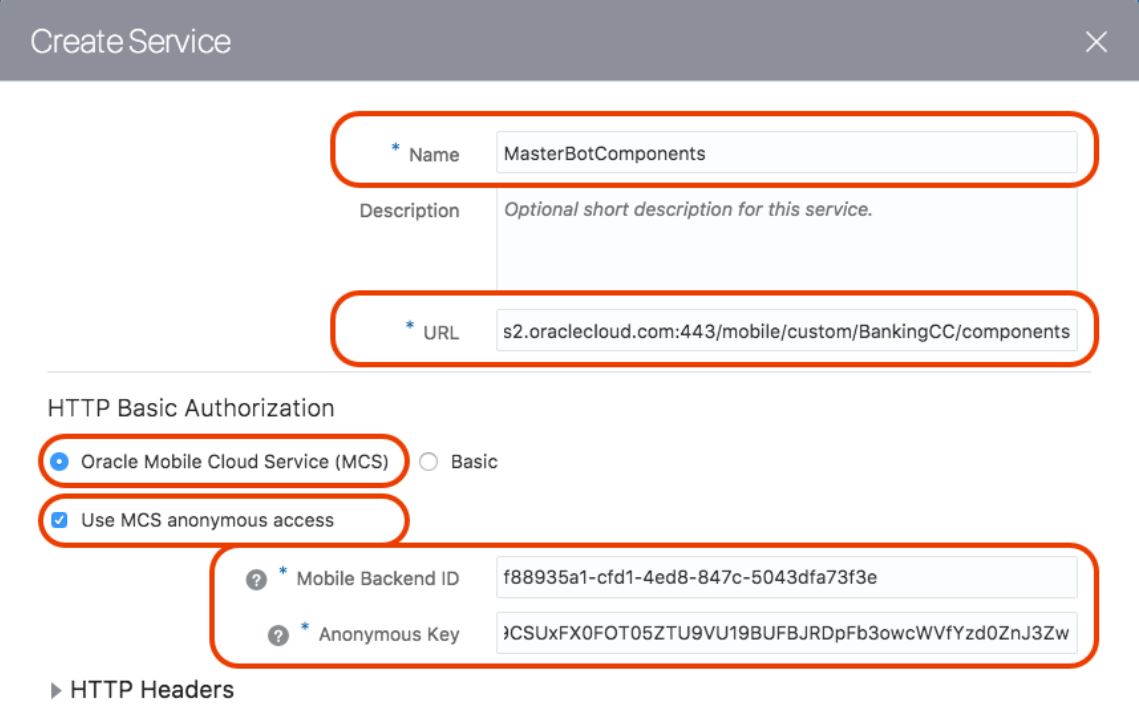 Create Service
* Name MasterBotComponents
Description Optional short description for this service.
* URL s2.oraclecloud.com:443/mobile/custom/BankingCC/components
HTTP Basic Authorization
Oracle Mobile Cloud Service (MCS) Basic
Use MCS anonymous access
? * Mobile Backend ID f88935a1-cfd1-4ed8-847c-5043dfa73f3e
? * Anonymous Key 9CSUxFX0FOT05ZTU9VU19BUFBJRDpFb3owcWVfYzd0ZnJ3Zw
HTTP Headers